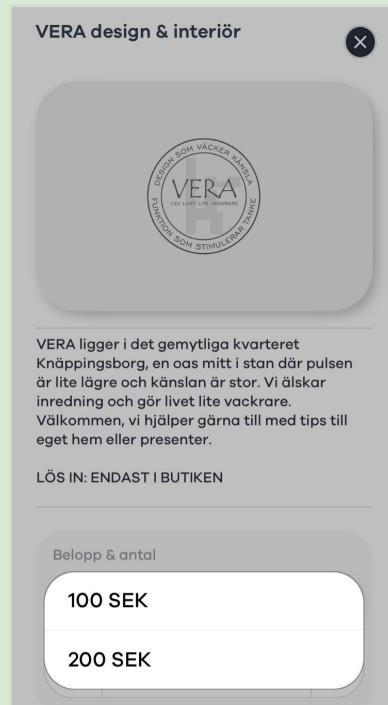 VERA design & interiör
DESIGN SOM VÄCKER KÄNSLA
VERA
LEV LIVET LITE VACKRARE
FUNKTION SOM STIMULERAR TANKE
VERA ligger i det gemytliga kvarteret
Knäppingsborg, en oas mitt i stan där pulsen
är lite lägre och känslan är stor. Vi älskar
inredning och gör livet lite vackrare.
Välkommen, vi hjälper gärna till med tips till
eget hem eller presenter.
LÖS IN: ENDAST I BUTIKEN
Belopp & antal
100 SEK
200 SEK